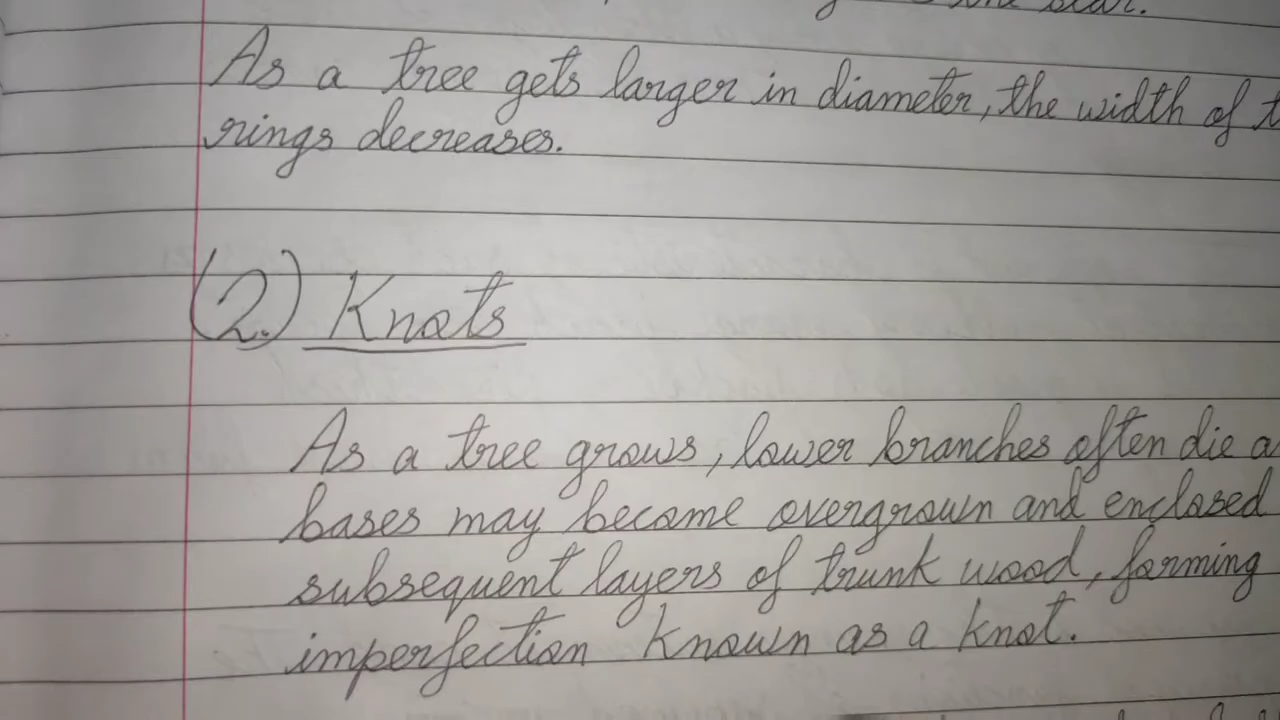 scar.
As a tree gets larger in diameter, the width of t
rings decreases.
(2.) Knots
As a tree grows, lower branches often die a
bases may become overgrown and enclosed
subsequent layers of trunk wood, forming
imperfection known as a knot.